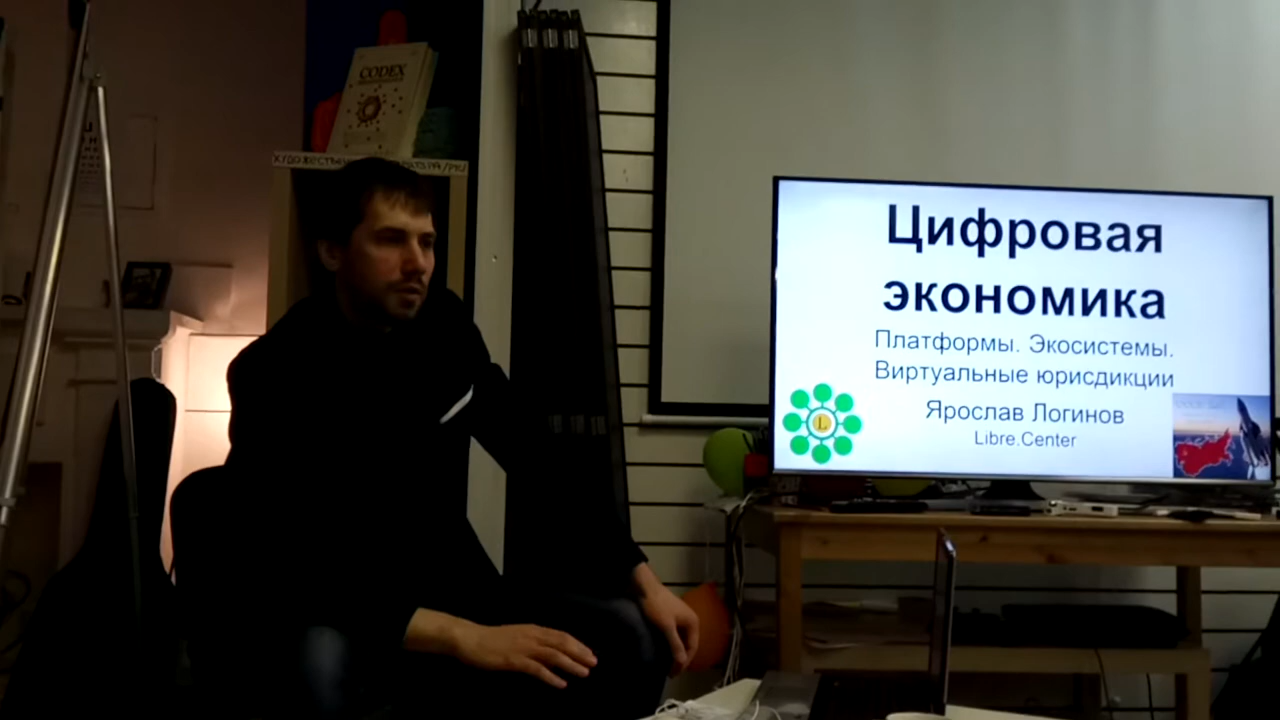 CODEX
Цифровая
экономика
Платформы. Экосистемы.
Виртуальные юрисдикции
Ярослав Логинов
Libre.Center
L